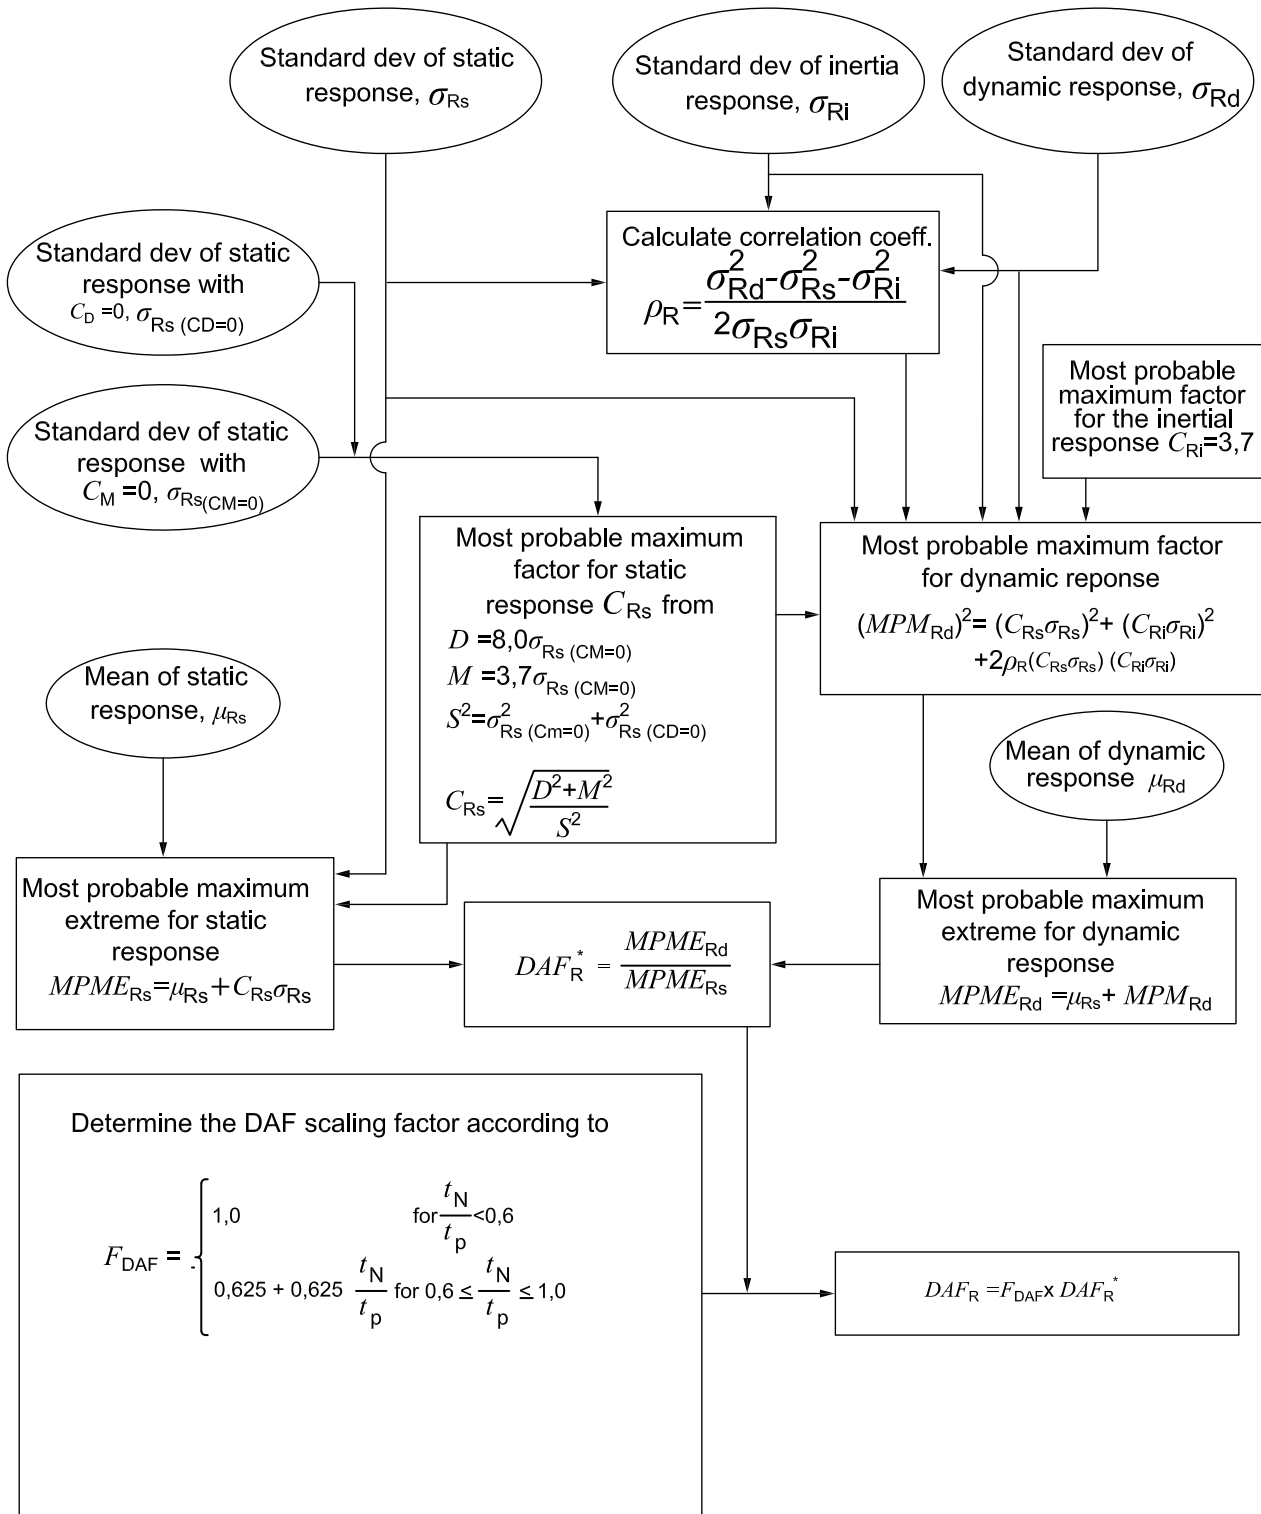 Standard dev of static
response, σRs
Standard dev of inertia
response, σRi
Standard dev of
dynamic response, σRd
Standard dev of static
response with
CD =0, σRs (CD=0)
Calculate correlation coeff.
ρR = (σ²Rd - σ²Rs - σ²Ri) / (2σRsσRi)
Most probable
maximum factor
for the inertial
response CRi=3,7
Standard dev of static
response with
CM =0, σRs(CM=0)
Most probable maximum
factor for static
response CRs from
D =8,0σRs (CM=0)
M =3,7σRs (CM=0)
S²=σ²Rs (Cm=0)+σ²Rs (CD=0)
CRs= √((D²+M²)/S²)
Most probable maximum factor
for dynamic reponse
(MPMRd)²= (CRsσRs)²+ (CRiσRi)²
+2ρR(CRsσRs) (CRiσRi)
Mean of static
response, μRs
Mean of dynamic
response μRd
Most probable maximum
extreme for static
response
MPMERs=μRs+CRsσRs
DAFR* = MPMERd / MPMERs
Most probable maximum
extreme for dynamic
response
MPMERd =μRs+ MPMRd
Determine the DAF scaling factor according to
FDAF = { 1,0 for tN/tp <0,6
0,625 + 0,625 tN/tp for 0,6 ≤ tN/tp ≤ 1,0
DAFR =FDAF x DAFR*